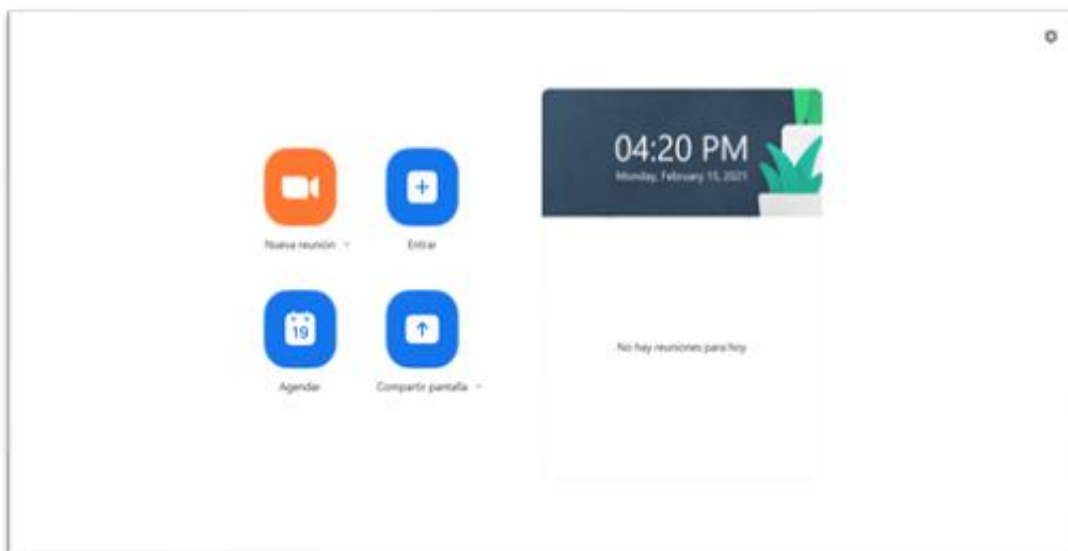 04:20 PM
Monday, February 15, 2021
Nueva reunión
Entrar
19
Agendar
Compartir pantalla
No hay reuniones para hoy